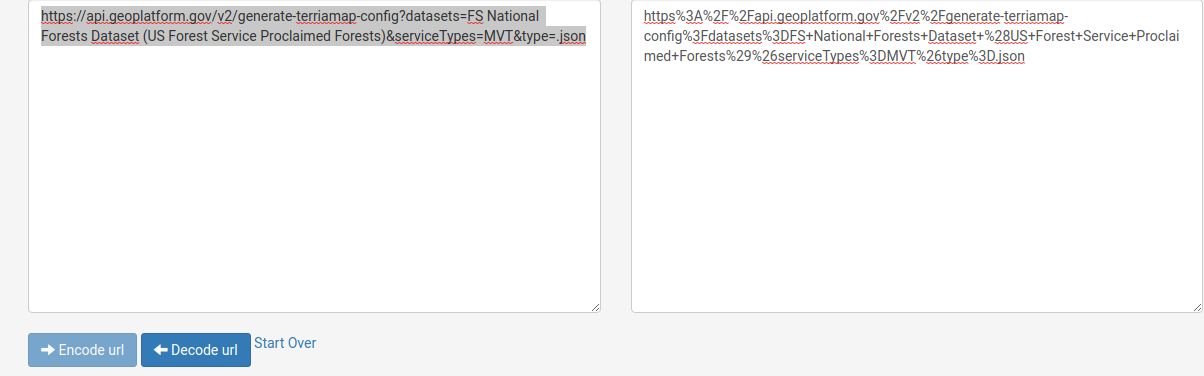 https://api.geoplatform.gov/v2/generate-terriamap-config?datasets=FS National
Forests Dataset (US Forest Service Proclaimed Forests)&serviceTypes=MVT&type=.json
https%3A%2F%2Fapi.geoplatform.gov%2Fv2%2Fgenerate-terriamap-
config%3Fdatasets%3DFS+National+Forests+Dataset+%28US+Forest+Service+Proclai
med+Forests%29%26serviceTypes%3DMVT%26type%3D.json
Encode url
Decode url
Start Over